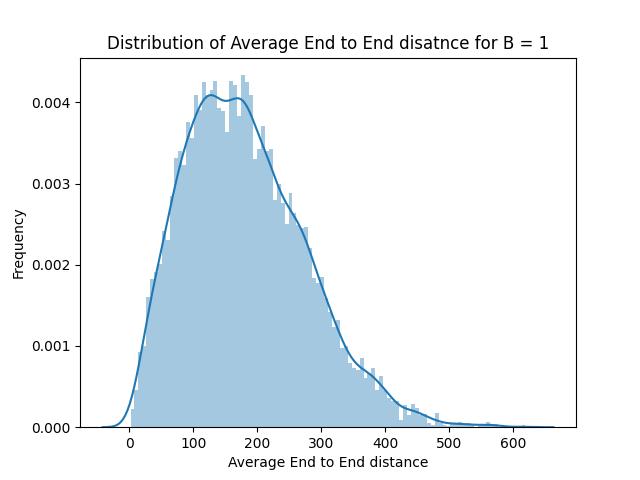 Distribution of Average End to End disatnce for B = 1
0.004
0.003
0.002
0.001
0.000
Frequency
0 100 200 300 400 500 600
Average End to End distance